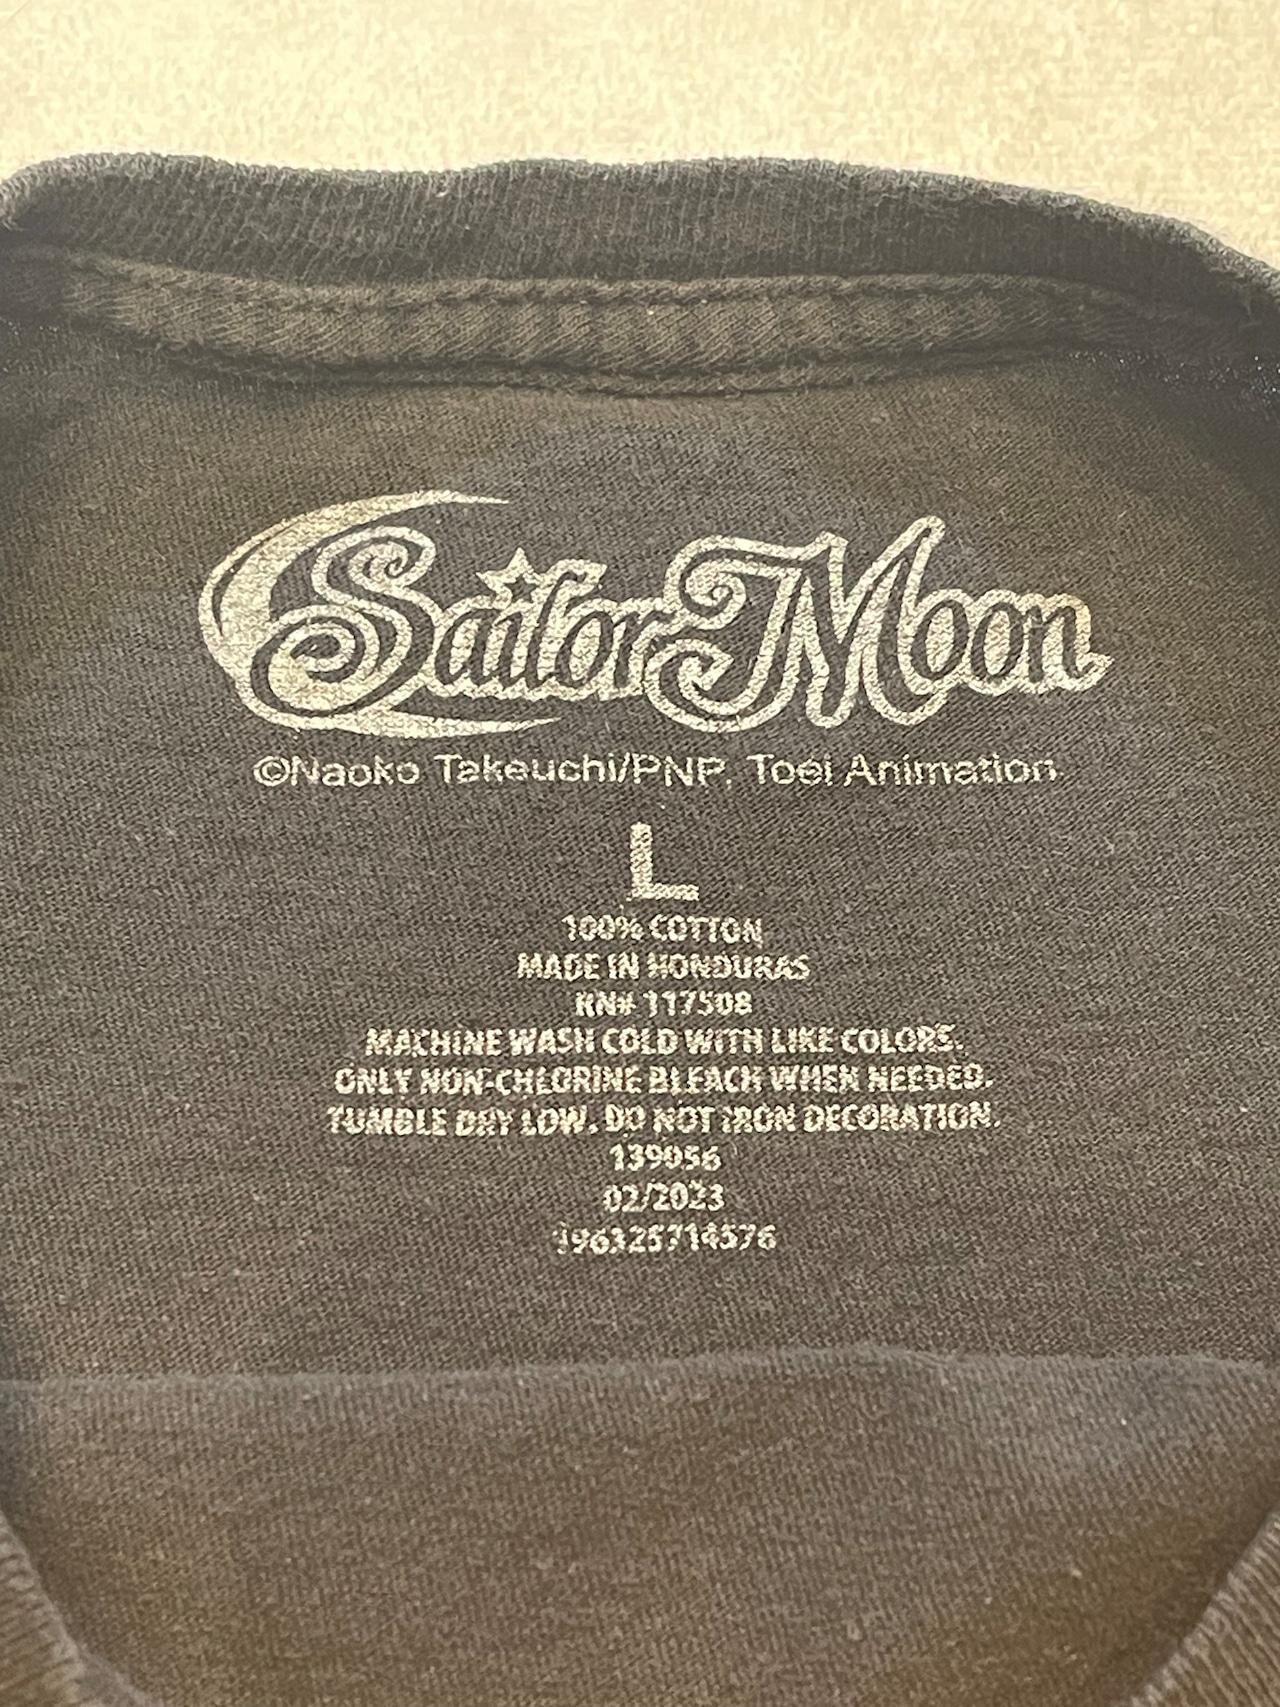 Sailor Moon
©Naoko Takeuchi/PNP, Toei Animation
L
100% COTTON
MADE IN HONDURAS
RN# 117508
MACHINE WASH COLD WITH LIKE COLORS.
ONLY NON-CHLORINE BLEACH WHEN NEEDED.
TUMBLE DRY LOW. DO NOT IRON DECORATION.
139056
02/2023